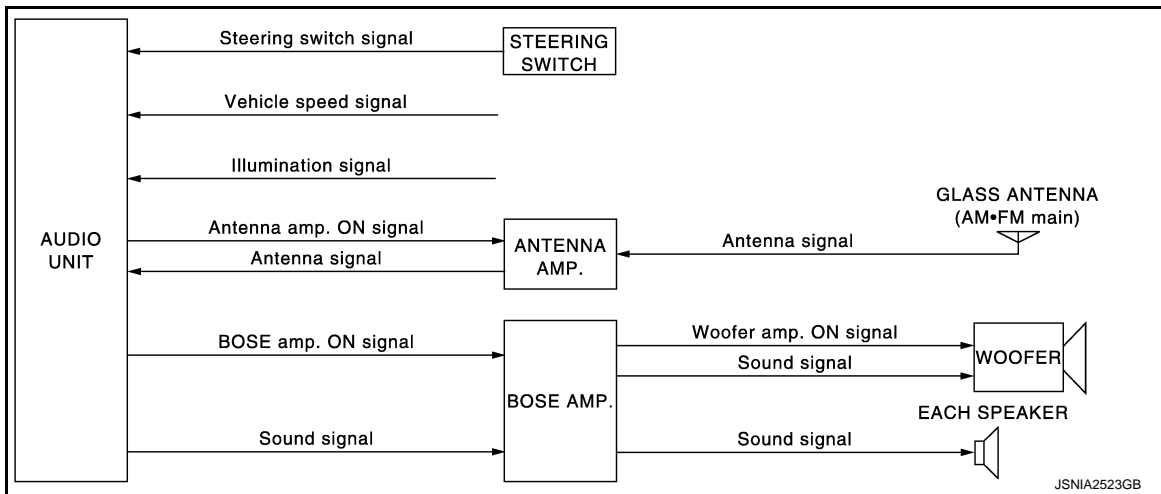 Steering switch signal
STEERING
SWITCH
Vehicle speed signal
Illumination signal
GLASS ANTENNA
(AM•FM main)
AUDIO
UNIT
Antenna amp. ON signal
Antenna signal
ANTENNA
AMP.
Antenna signal
BOSE amp. ON signal
Woofer amp. ON signal
WOOFER
Sound signal
BOSE AMP.
EACH SPEAKER
Sound signal
Sound signal
JSNIA2523GB